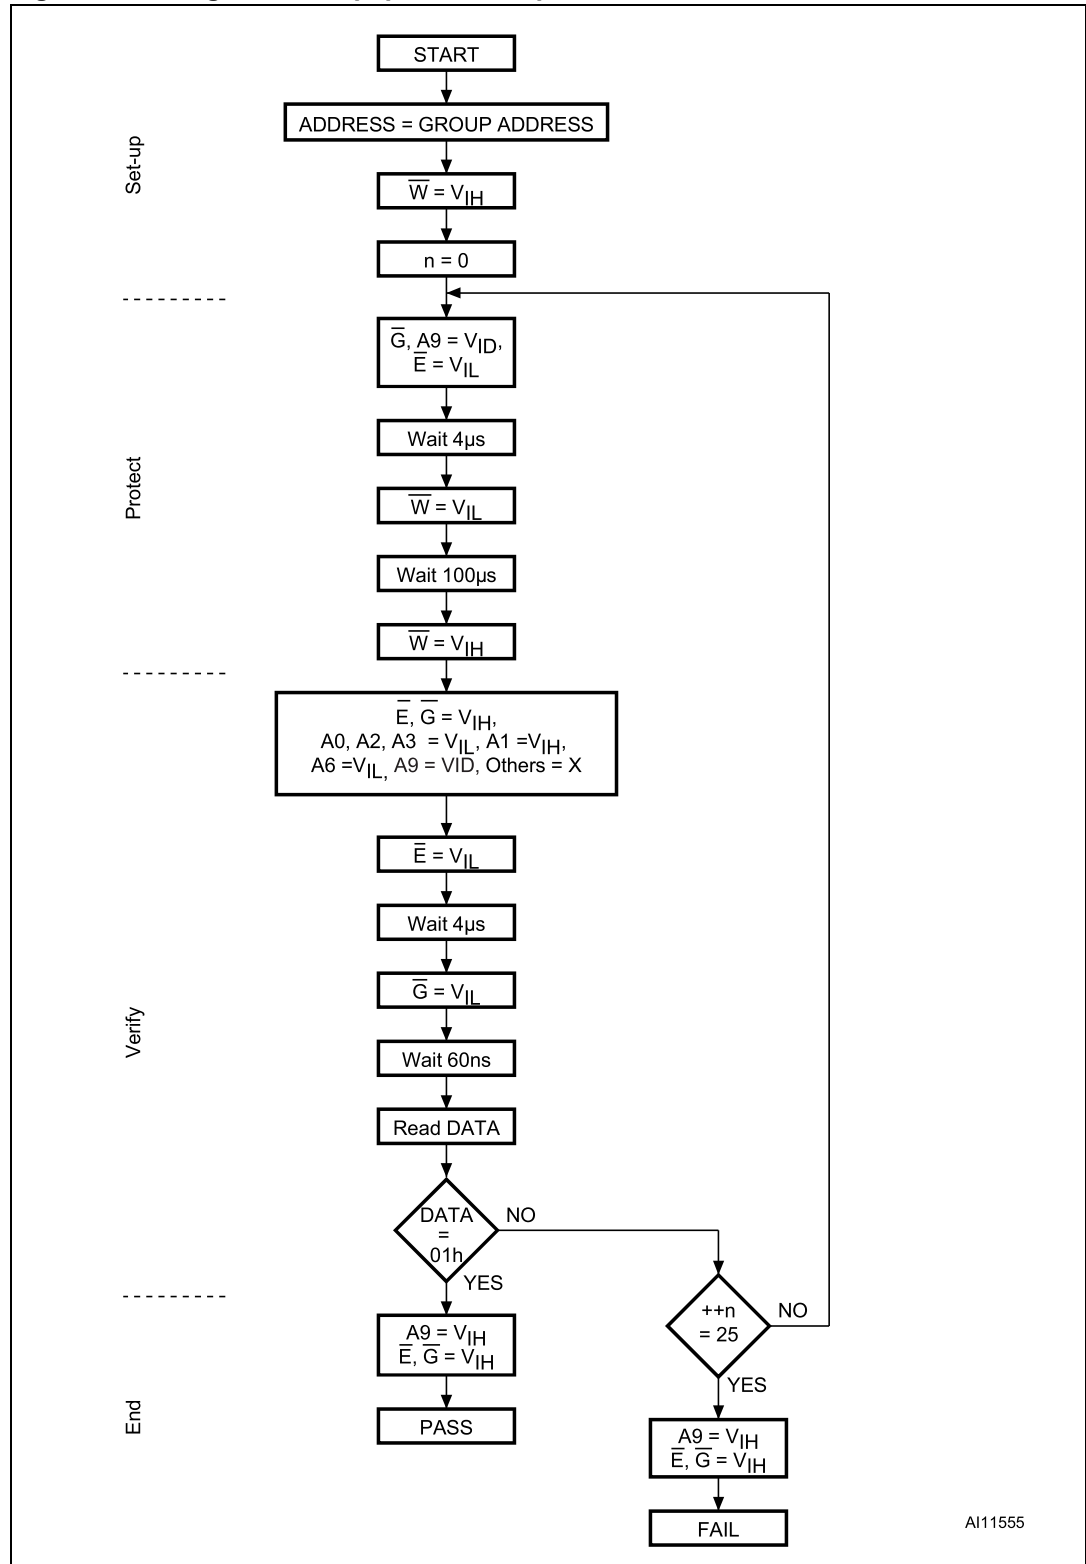 START
ADDRESS = GROUP ADDRESS
Set-up
W̅ = VIH
n = 0
G̅, A9 = VID,
E̅ = VIL
Wait 4µs
Protect
W̅ = VIL
Wait 100µs
W̅ = VIH
E̅, G̅ = VIH,
A0, A2, A3 = VIL, A1 =VIH,
A6 =VIL, A9 = VID, Others = X
E̅ = VIL
Wait 4µs
G̅ = VIL
Verify
Wait 60ns
Read DATA
DATA
=
01h
NO
YES
++n
= 25
NO
YES
A9 = VIH
E̅, G̅ = VIH
End
PASS
A9 = VIH
E̅, G̅ = VIH
FAIL
AI11555